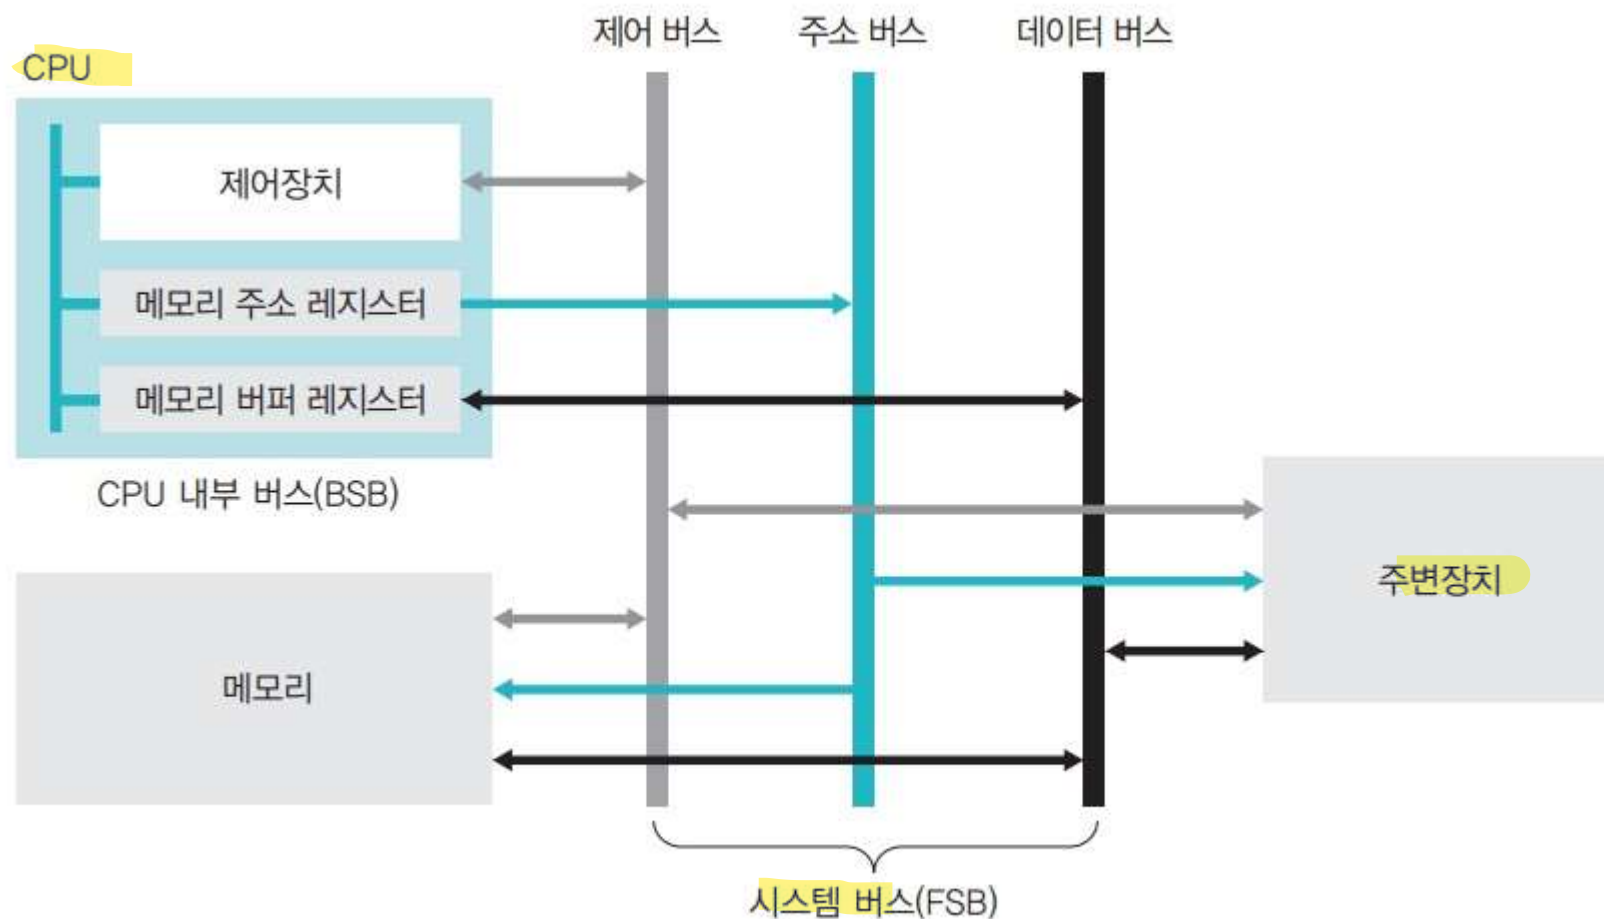 제어 버스
주소 버스
데이터 버스
CPU
제어장치
메모리 주소 레지스터
메모리 버퍼 레지스터
CPU 내부 버스(BSB)
주변장치
메모리
시스템 버스(FSB)